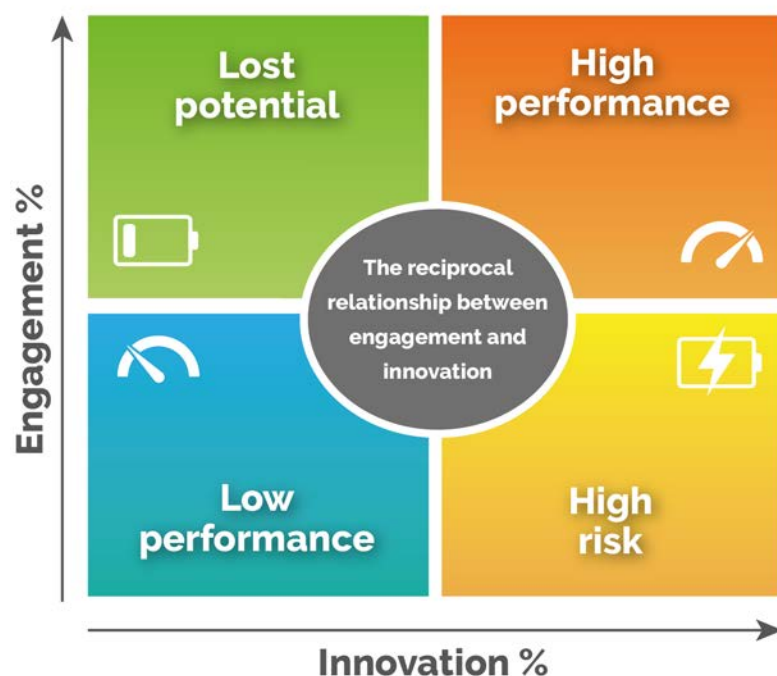 Lost
potential
High
performance
Engagement %
The reciprocal
relationship between
engagement and
innovation
Low
performance
High
risk
Innovation %